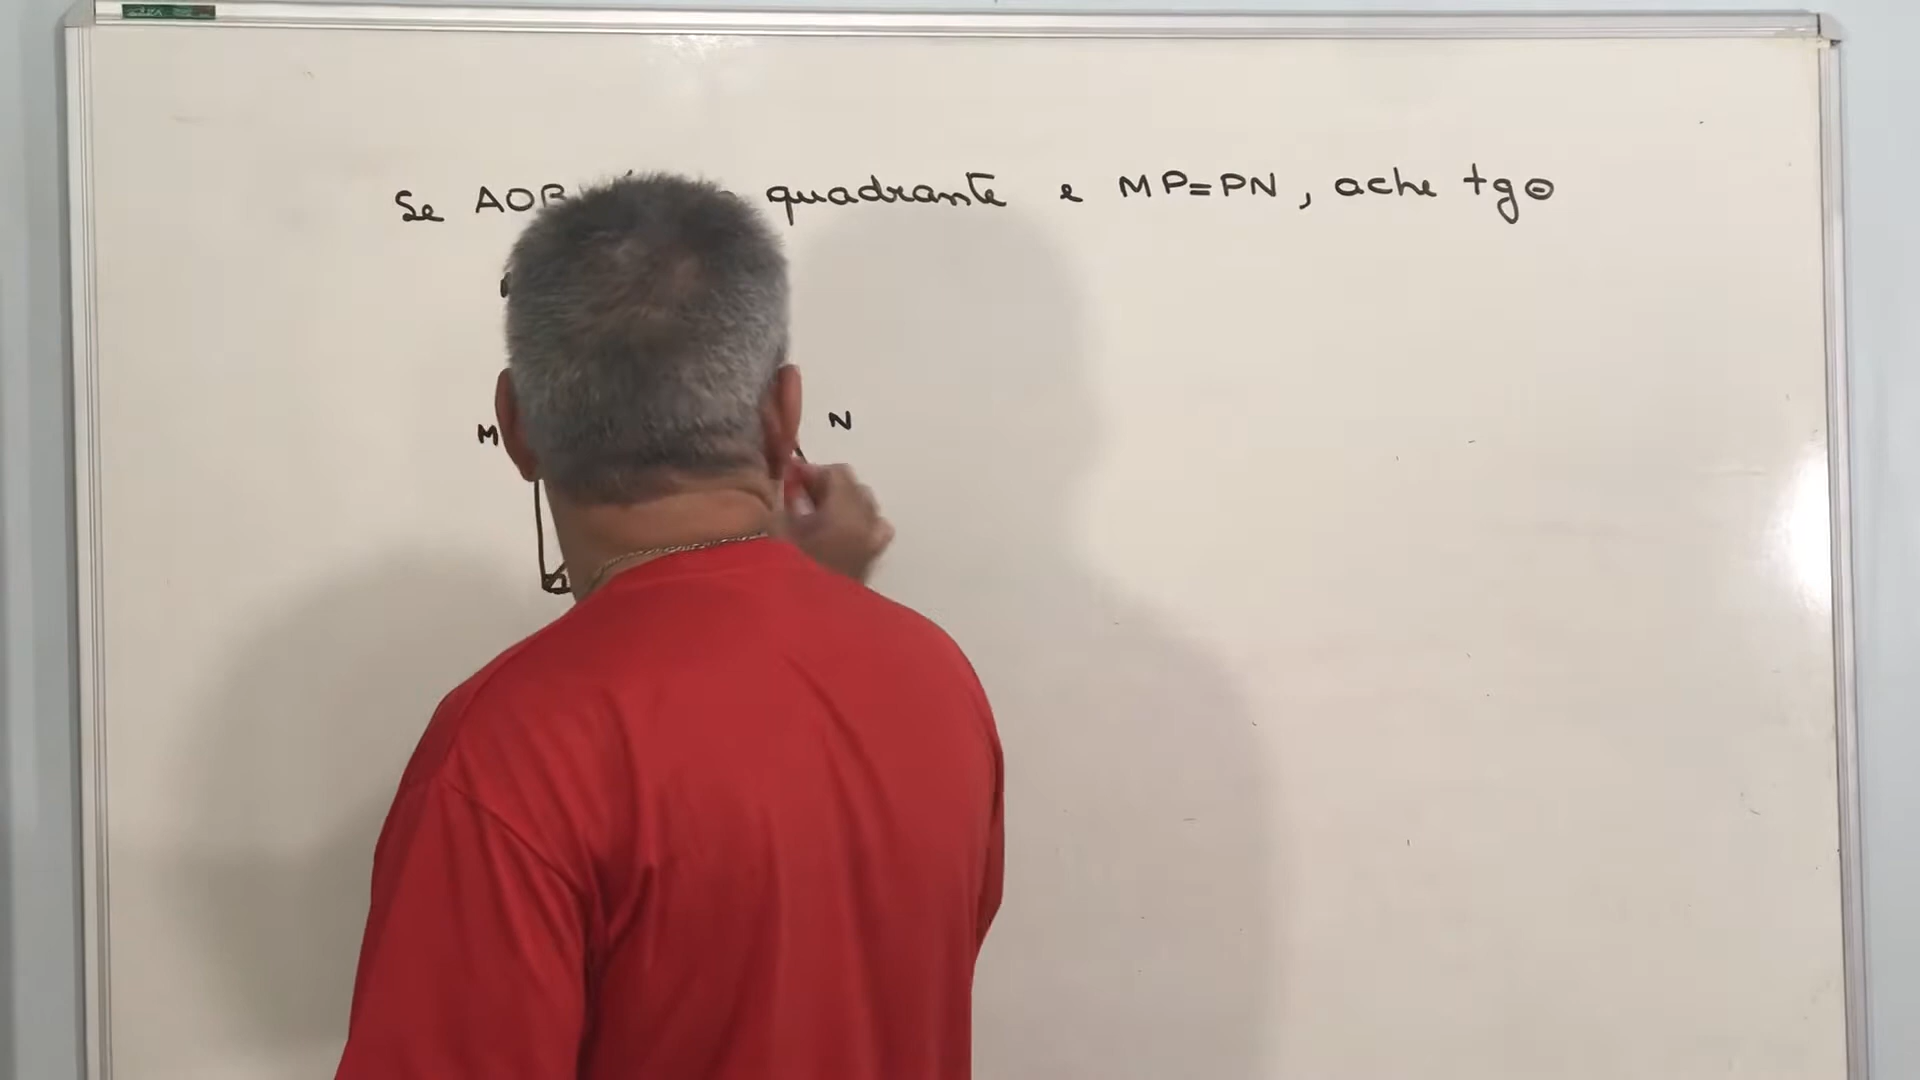 Se AOB quadrante e MP=PN, ache tgθ
M N